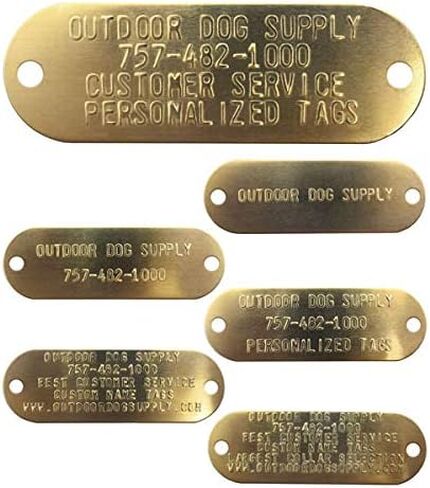 OUTDOOR DOG SUPPLY
757-482-1000
CUSTOMER SERVICE
PERSONALIZED TAGS
OUTDOOR DOG SUPPLY
OUTDOOR DOG SUPPLY
757-482-1000
OUTDOOR DOG SUPPLY
757-482-1000
PERSONALIZED TAGS
OUTDOOR DOG SUPPLY
757-482-1000
BEST CUSTOMER SERVICE
CUSTOM NAME TAGS
WWW.OUTDOORDOGSUPPLY.COM
OUTDOOR DOG SUPPLY
757-482-1000
BEST CUSTOMER SERVICE
CUSTOM NAME TAGS
LARGEST COLLAR SELECTION
WWW.OUTDOORDOGSUPPLY.COM